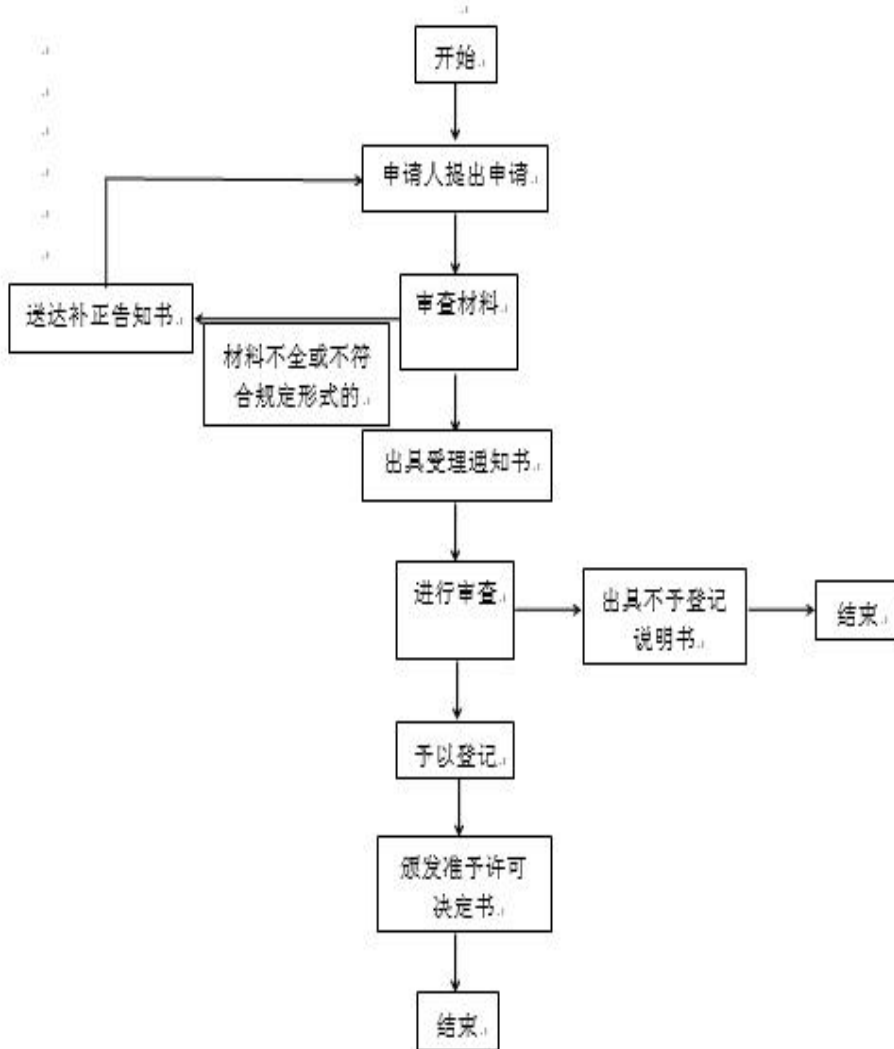 开始
申请人提出申请
审查材料
送达补正告知书
材料不全或不符
合规定形式的
出具受理通知书
进行审查
出具不予登记
说明书
结束
予以登记
颁发准予许可
决定书
结束